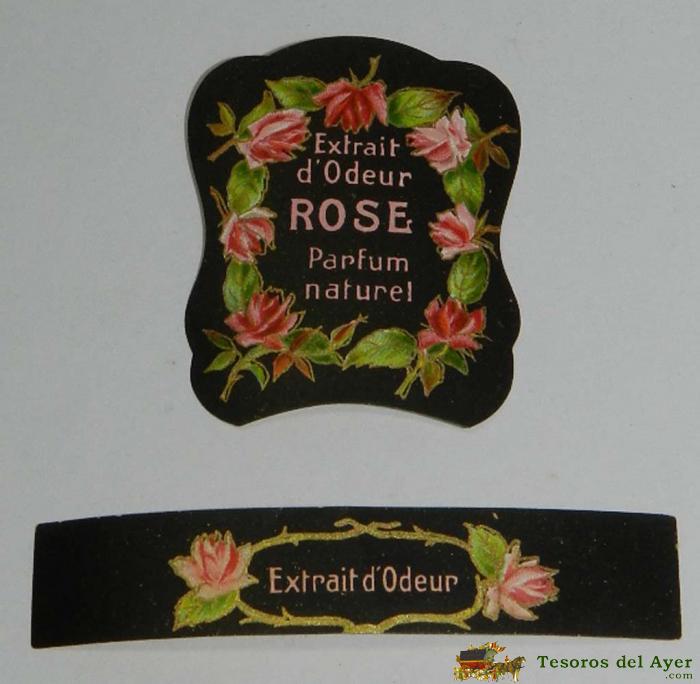 Extrait
d'Odeur
ROSE
Parfum
naturel
Extrait d'Odeur
Tesoros del Ayer
.com